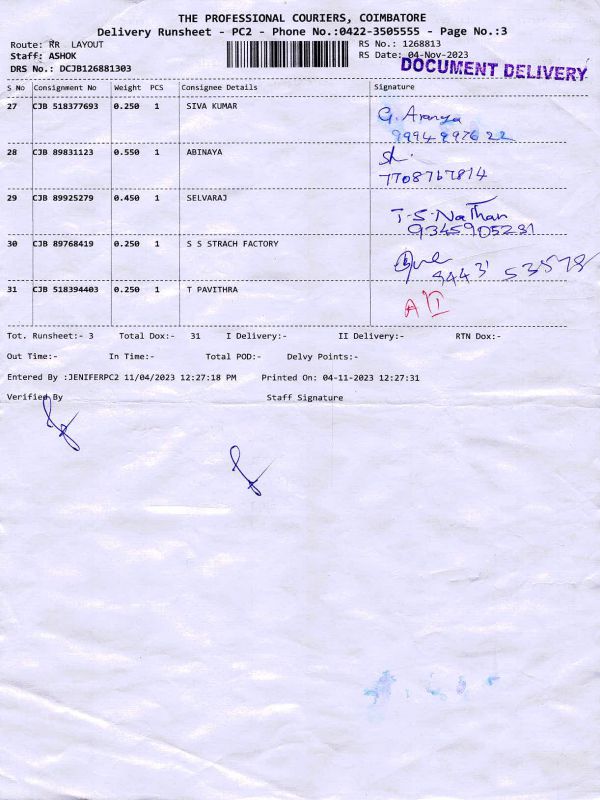 THE PROFESSIONAL COURIERS, COIMBATORE
Delivery Runsheet - PC2 - Phone No.:0422-3505555 - Page No.:3
Route: RR LAYOUT RS No.: 1268813
Staff: ASHOK RS Date: 04-Nov-2023
DRS No.: DCJB126881303 DOCUMENT DELIVERY
S No Consignment No Weight PCS Consignee Details Signature
27 CJB 518377693 0.250 1 SIVA KUMAR G. Aranya
28 CJB 89831123 0.550 1 ABINAYA
7708767814
29 CJB 89925279 0.450 1 SELVARAJ T-S-Nathan
9345905231
30 CJB 89768419 0.250 1 S S STRACH FACTORY
9443 53578
31 CJB 518394403 0.250 1 T PAVITHRA
Tot. Runsheet:- 3 Total Dox:- 31 I Delivery:- II Delivery:- RTN Dox:-
Out Time:- In Time:- Total POD:- Delvy Points:-
Entered By :JENIFERPC2 11/04/2023 12:27:18 PM Printed On: 04-11-2023 12:27:31
Verified By Staff Signature